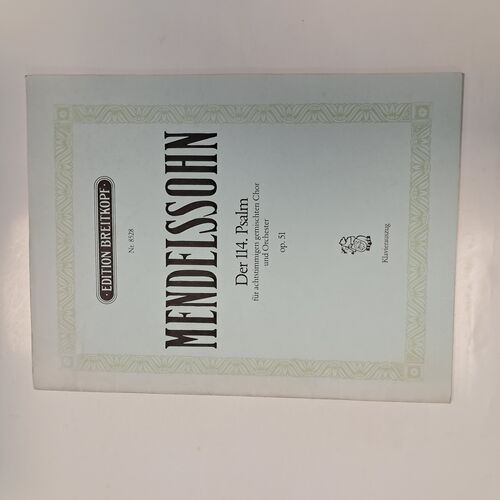 EDITION BREITKOPF
Nr. 8528
MENDELSSOHN
Der 114. Psalm
für achtstimmigen gemischten Chor
und Orchester
op. 51
Klavierauszug